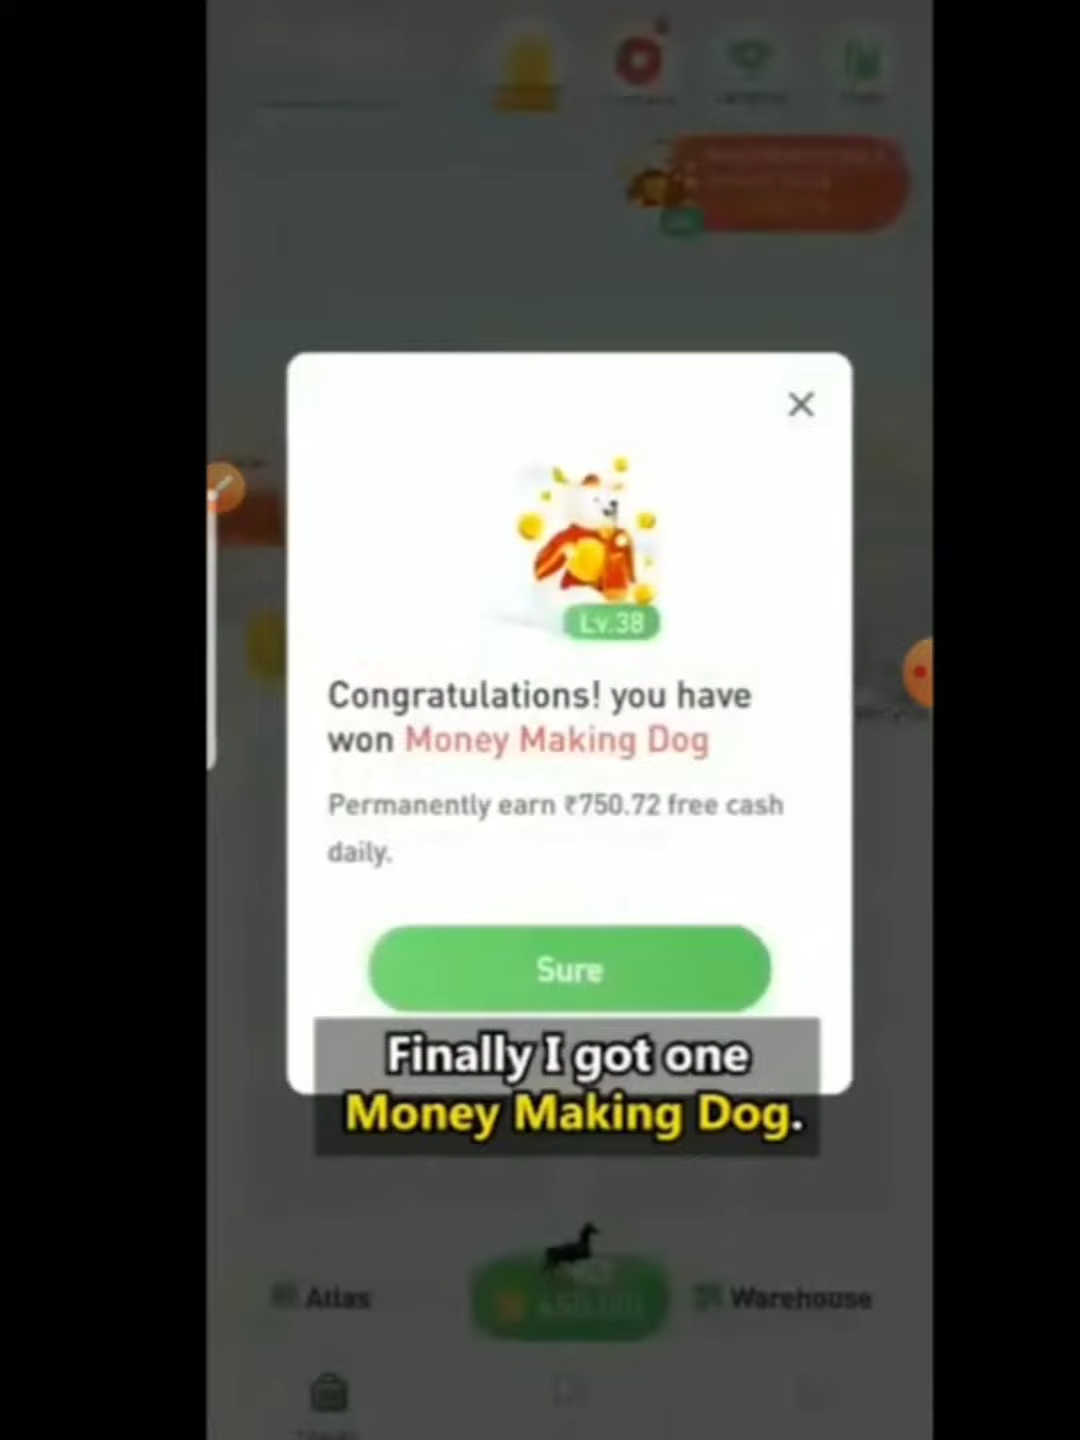 Lv.38
Congratulations! you have
won Money Making Dog
Permanently earn ₹750.72 free cash
daily.
Sure
Finally I got one
Money Making Dog.
Atlas
Warehouse